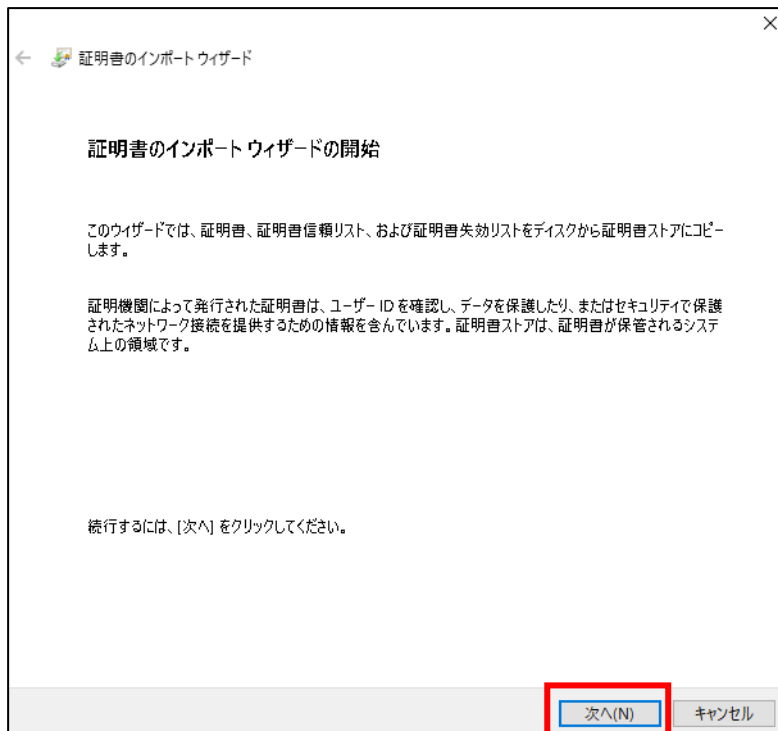 証明書のインポート ウィザード
証明書のインポート ウィザードの開始
このウィザードでは、証明書、証明書信頼リスト、および証明書失効リストをディスクから証明書ストアにコピー
します。
証明機関によって発行された証明書は、ユーザー ID を確認し、データを保護したり、またはセキュリティで保護
されたネットワーク接続を提供するための情報を含んでいます。証明書ストアは、証明書が保管されるシステ
ム上の領域です。
続行するには、[次へ] をクリックしてください。
次へ(N)
キャンセル